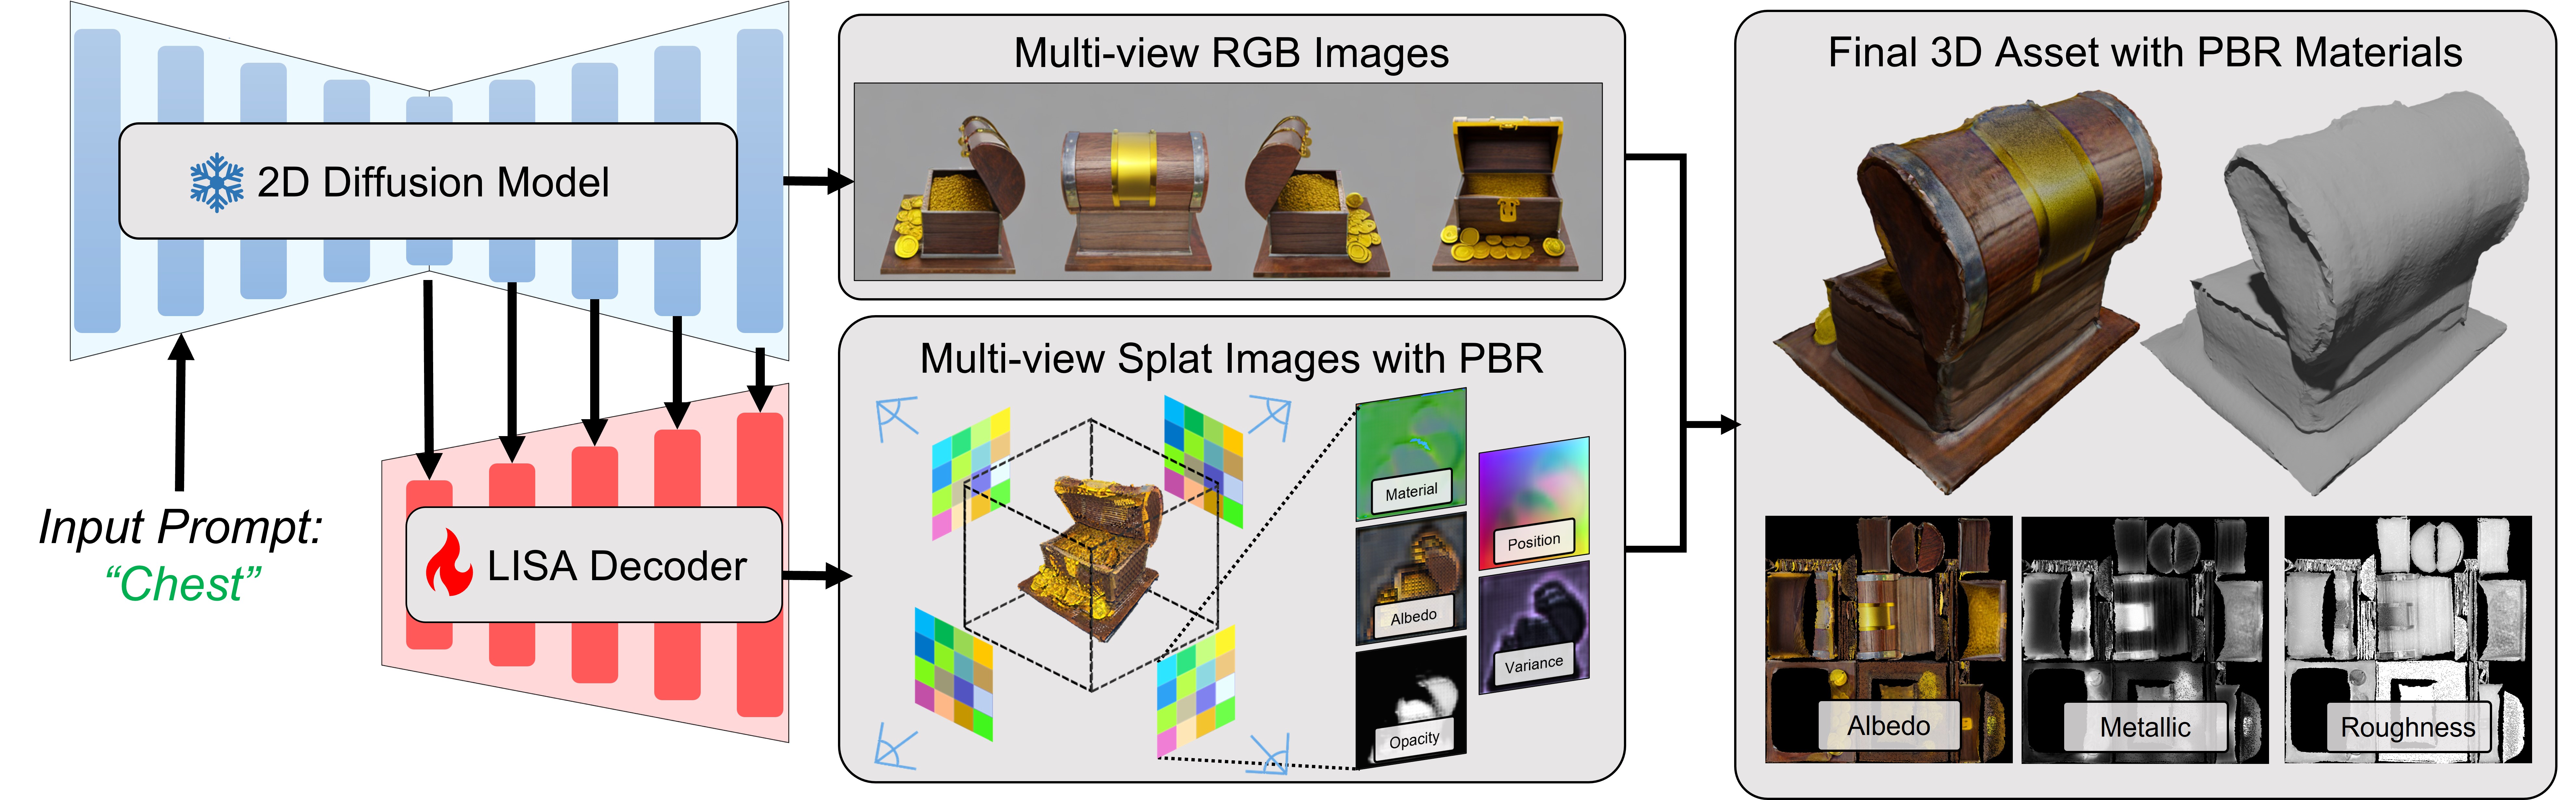 2D Diffusion Model
Input Prompt:
“Chest”
LISA Decoder
Multi-view RGB Images
Multi-view Splat Images with PBR
Material
Albedo
Opacity
Position
Variance
Final 3D Asset with PBR Materials
Albedo
Metallic
Roughness